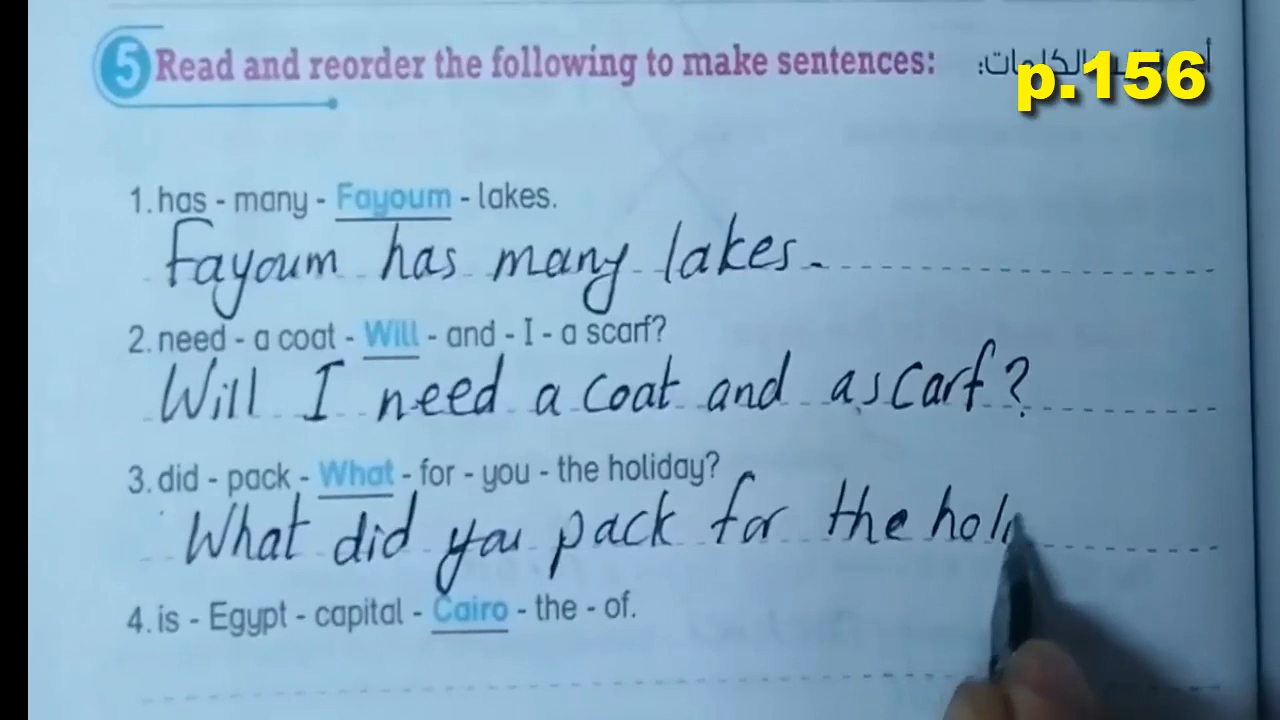 5 Read and reorder the following to make sentences:
p.156
1. has - many - Fayoum - lakes.
Fayoum has many lakes.
2. need - a coat - Will - and - I - a scarf?
Will I need a coat and a scarf?
3. did - pack - What - for - you - the holiday?
What did you pack for the hol
4. is - Egypt - capital - Cairo - the - of.